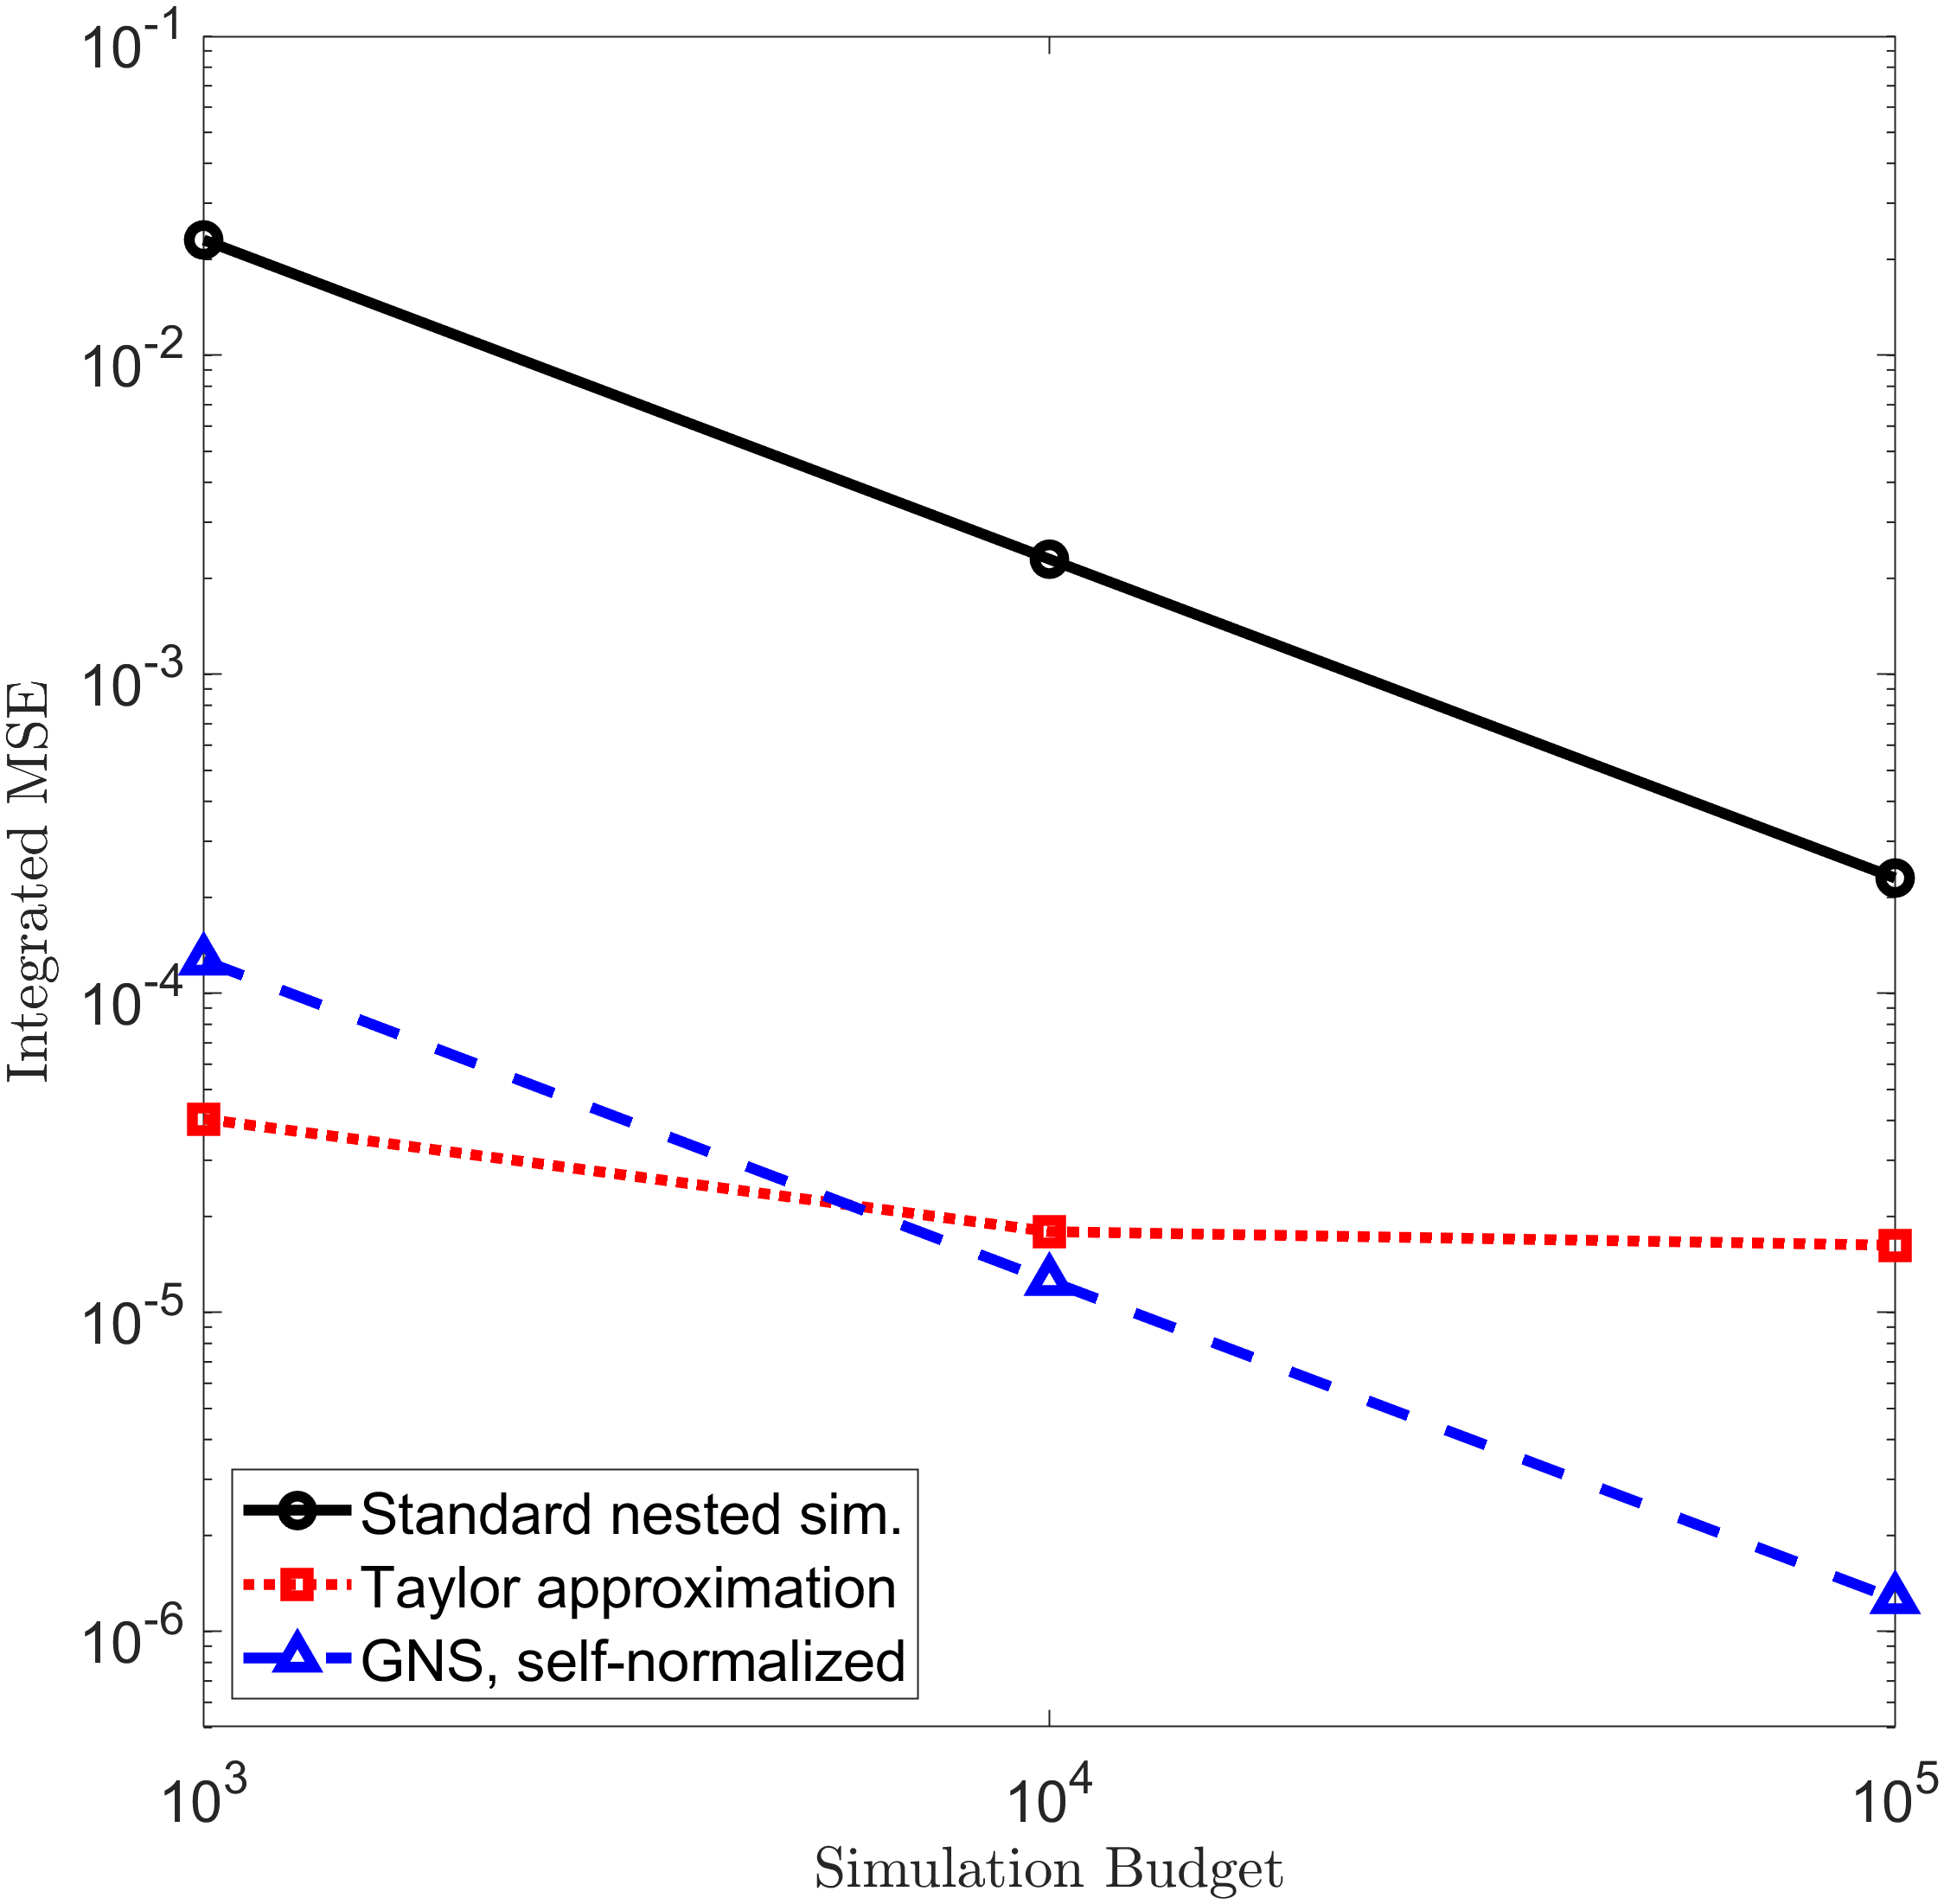 10^-1
10^-2
10^-3
10^-4
10^-5
10^-6
Integrated MSE
Standard nested sim.
Taylor approximation
GNS, self-normalized
10^3 10^4 10^5
Simulation Budget